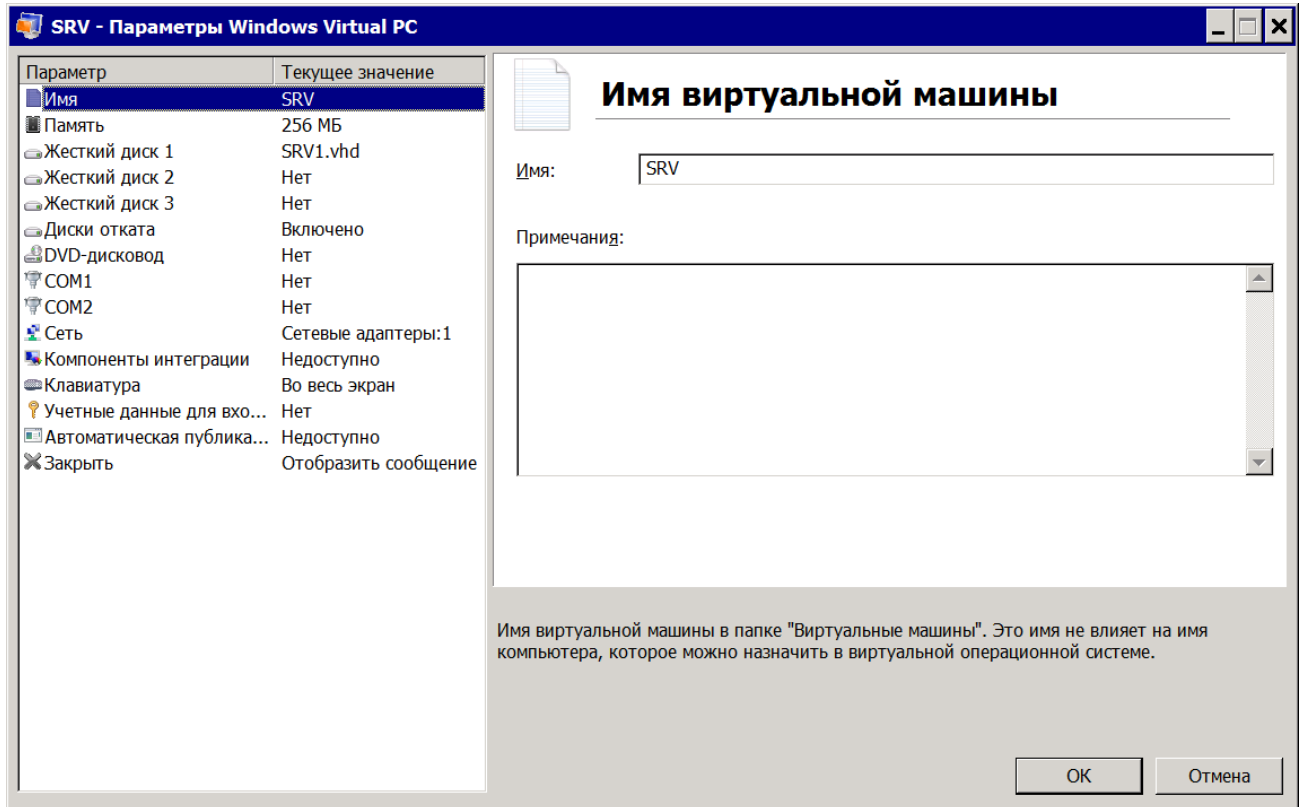 SRV - Параметры Windows Virtual PC
Параметр Текущее значение
Имя SRV
Память 256 МБ
Жесткий диск 1 SRV1.vhd
Жесткий диск 2 Нет
Жесткий диск 3 Нет
Диски отката Включено
DVD-дисковод Нет
COM1 Нет
COM2 Нет
Сеть Сетевые адаптеры:1
Компоненты интеграции Недоступно
Клавиатура Во весь экран
Учетные данные для вхо... Нет
Автоматическая публика... Недоступно
Закрыть Отобразить сообщение
Имя виртуальной машины
Имя: SRV
Примечания:
Имя виртуальной машины в папке "Виртуальные машины". Это имя не влияет на имя
компьютера, которое можно назначить в виртуальной операционной системе.
ОК Отмена